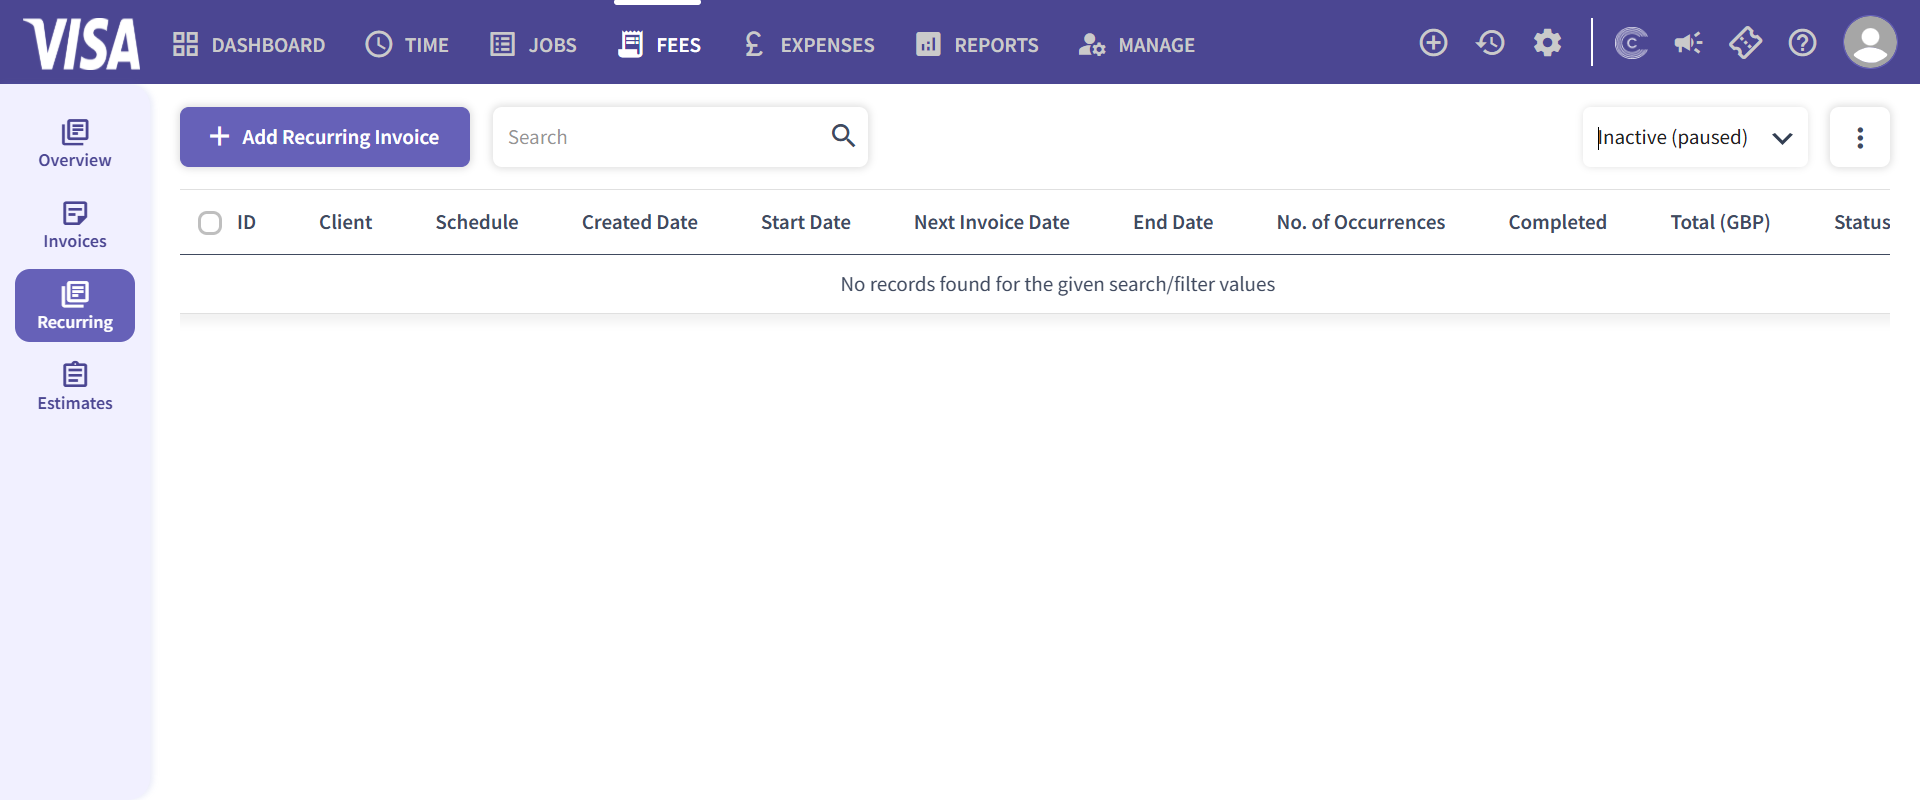 VISA
DASHBOARD
TIME
JOBS
FEES
£ EXPENSES
REPORTS
MANAGE
C
?
Overview
Invoices
Recurring
Estimates
+ Add Recurring Invoice
Search
Inactive (paused)
ID Client Schedule Created Date Start Date Next Invoice Date End Date No. of Occurrences Completed Total (GBP) Status
No records found for the given search/filter values